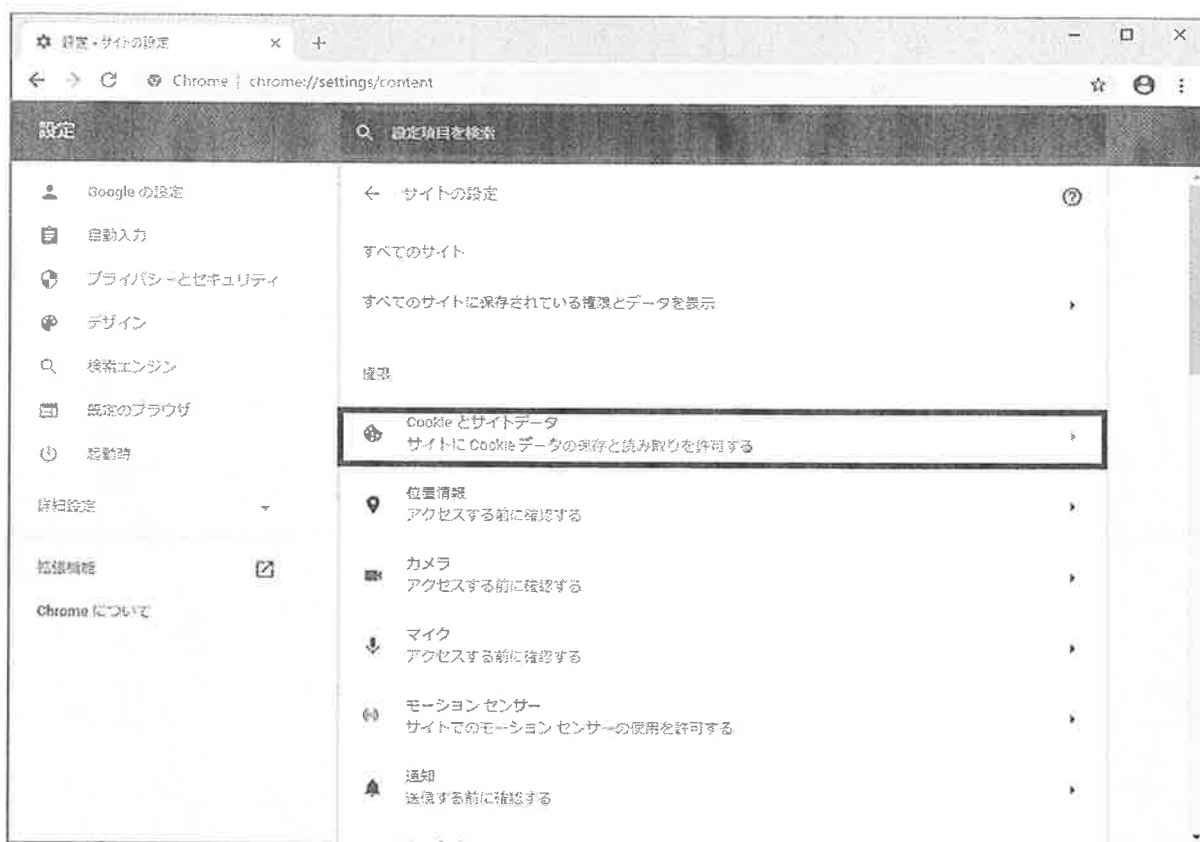 設定 - サイトの設定
Chrome | chrome://settings/content
設定
設定項目を検索
Google の設定
自動入力
プライバシーとセキュリティ
デザイン
検索エンジン
既定のブラウザ
起動時
詳細設定
拡張機能
Chrome について
サイトの設定
すべてのサイト
すべてのサイトに保存されている権限とデータを表示
権限
Cookie とサイトデータ
サイトに Cookie データの保存と読み取りを許可する
位置情報
アクセスする前に確認する
カメラ
アクセスする前に確認する
マイク
アクセスする前に確認する
モーション センサー
サイトでのモーション センサーの使用を許可する
通知
送信する前に確認する